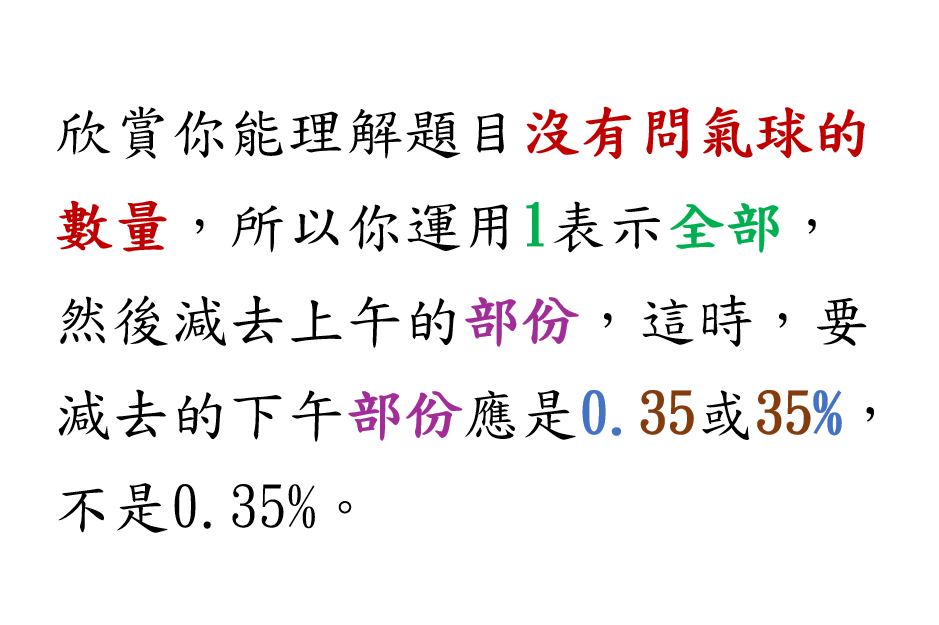 欣賞你能理解題目沒有問氣球的
數量，所以你運用1表示全部，
然後減去上午的部份，這時，要
減去的下午部份應是0.35或35%，
不是0.35%。